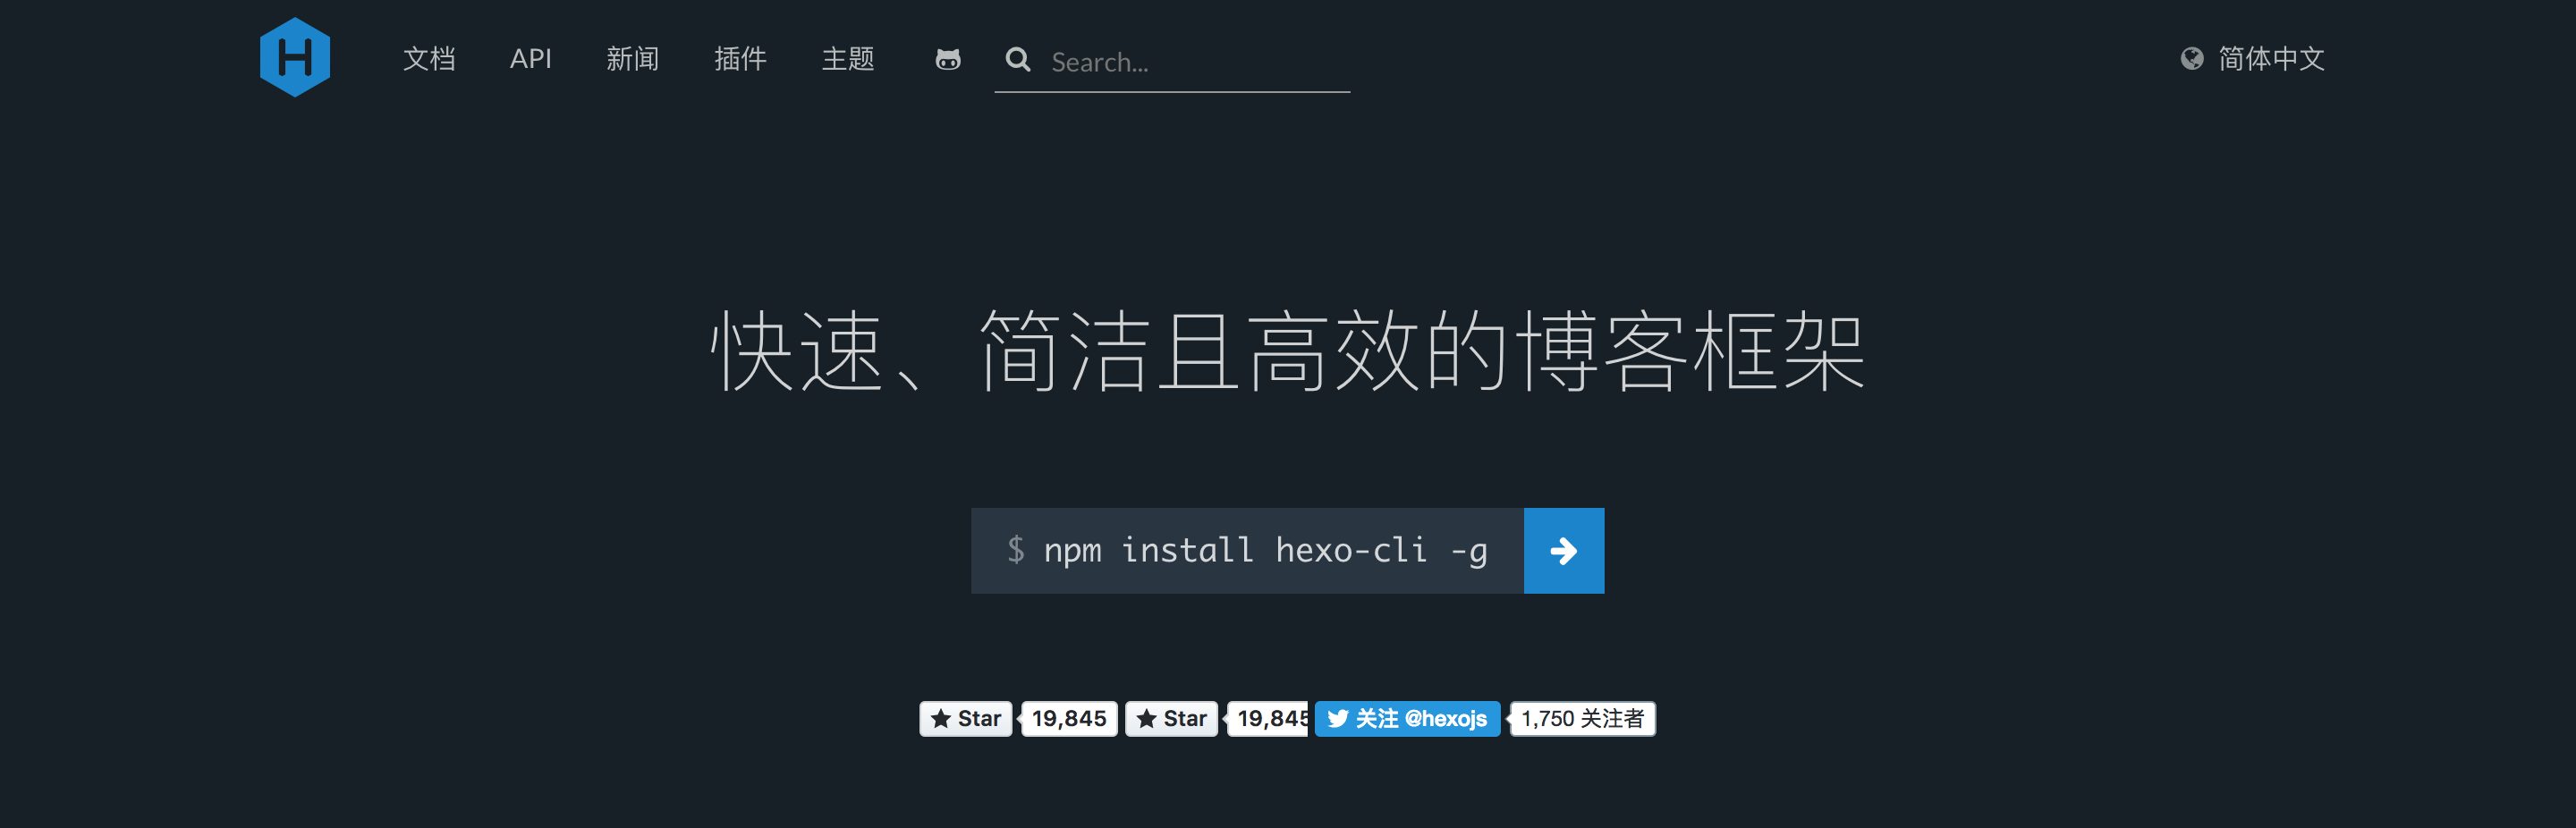 H 文档 API 新闻 插件 主题 Search... 简体中文
快速、简洁且高效的博客框架
$ npm install hexo-cli -g
Star 19,845 Star 19,845 关注 @hexojs 1,750 关注者